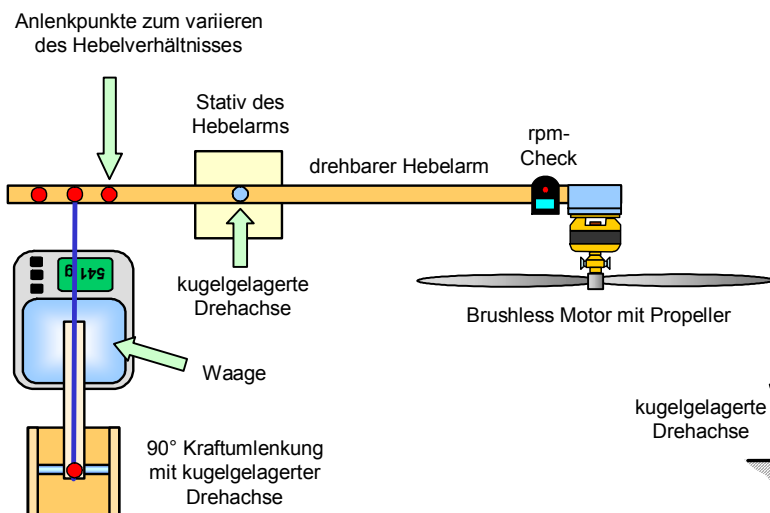 Anlenkpunkte zum variieren
des Hebelverhältnisses
Stativ des
Hebelarms
rpm-
Check
drehbarer Hebelarm
541 g
kugelgelagerte
Drehachse
Brushless Motor mit Propeller
Waage
kugelgelagerte
Drehachse
90° Kraftumlenkung
mit kugelgelagerter
Drehachse